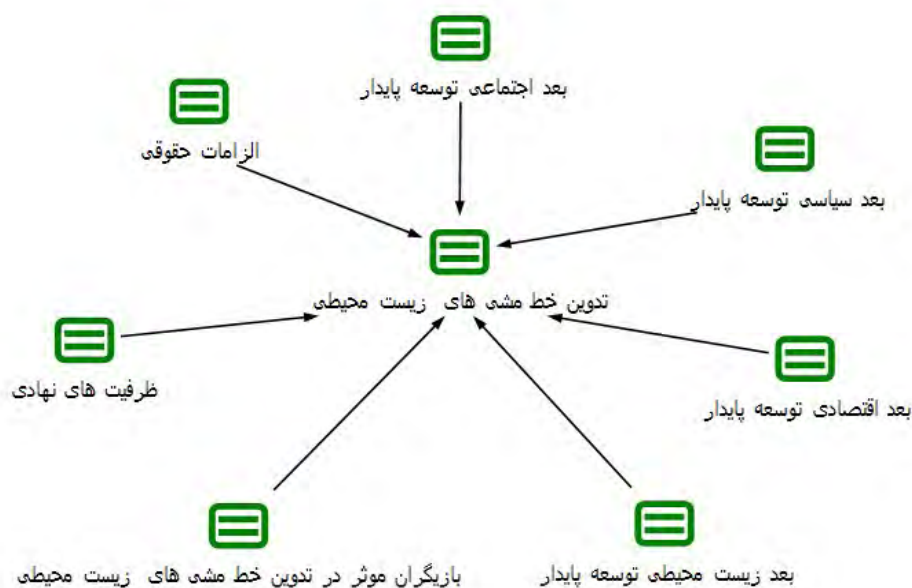 بعد اجتماعی توسعه پایدار
الزامات حقوقی
بعد سیاسی توسعه پایدار
تدوین خط مشی های زیست محیطی
ظرفیت های نهادی
بعد اقتصادی توسعه پایدار
بازیگران موثر در تدوین خط مشی های زیست محیطی
بعد زیست محیطی توسعه پایدار